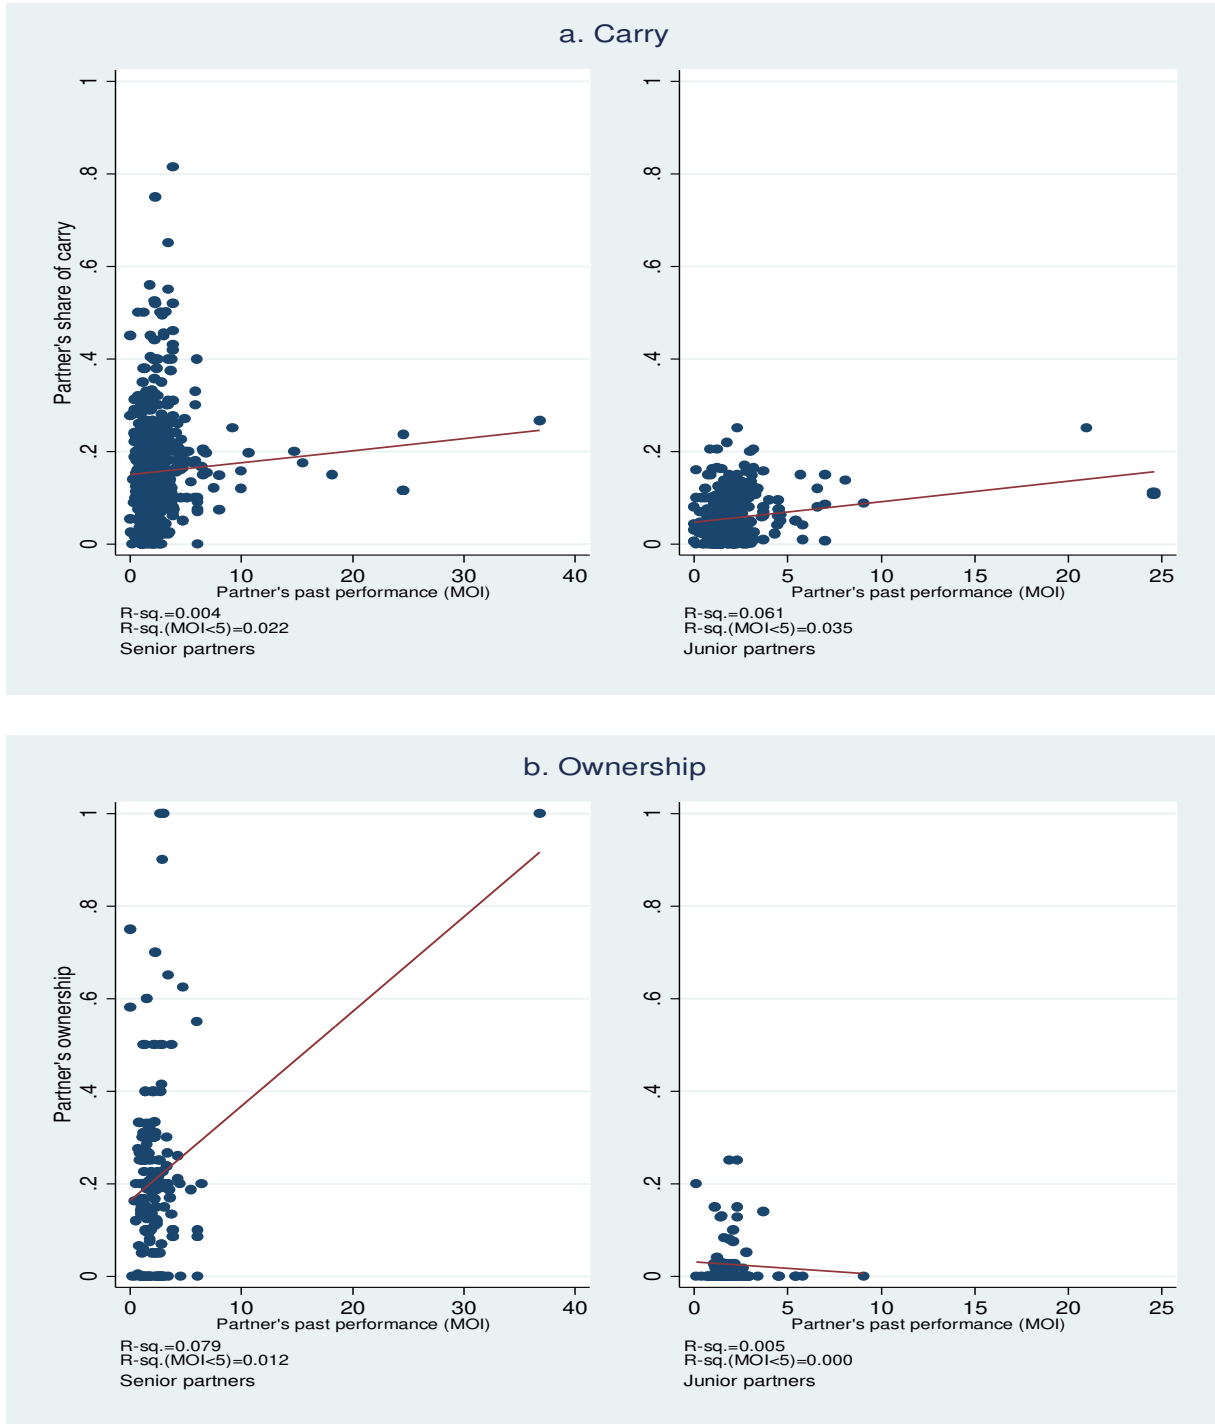 a. Carry
Partner's share of carry
1
.8
.6
.4
.2
0
0 10 20 30 40
Partner's past performance (MOI)
R-sq.=0.004
R-sq.(MOI<5)=0.022
Senior partners
1
.8
.6
.4
.2
0
0 5 10 15 20 25
Partner's past performance (MOI)
R-sq.=0.061
R-sq.(MOI<5)=0.035
Junior partners
b. Ownership
Partner's ownership
1
.8
.6
.4
.2
0
0 10 20 30 40
Partner's past performance (MOI)
R-sq.=0.079
R-sq.(MOI<5)=0.012
Senior partners
1
.8
.6
.4
.2
0
0 5 10 15 20 25
Partner's past performance (MOI)
R-sq.=0.005
R-sq.(MOI<5)=0.000
Junior partners